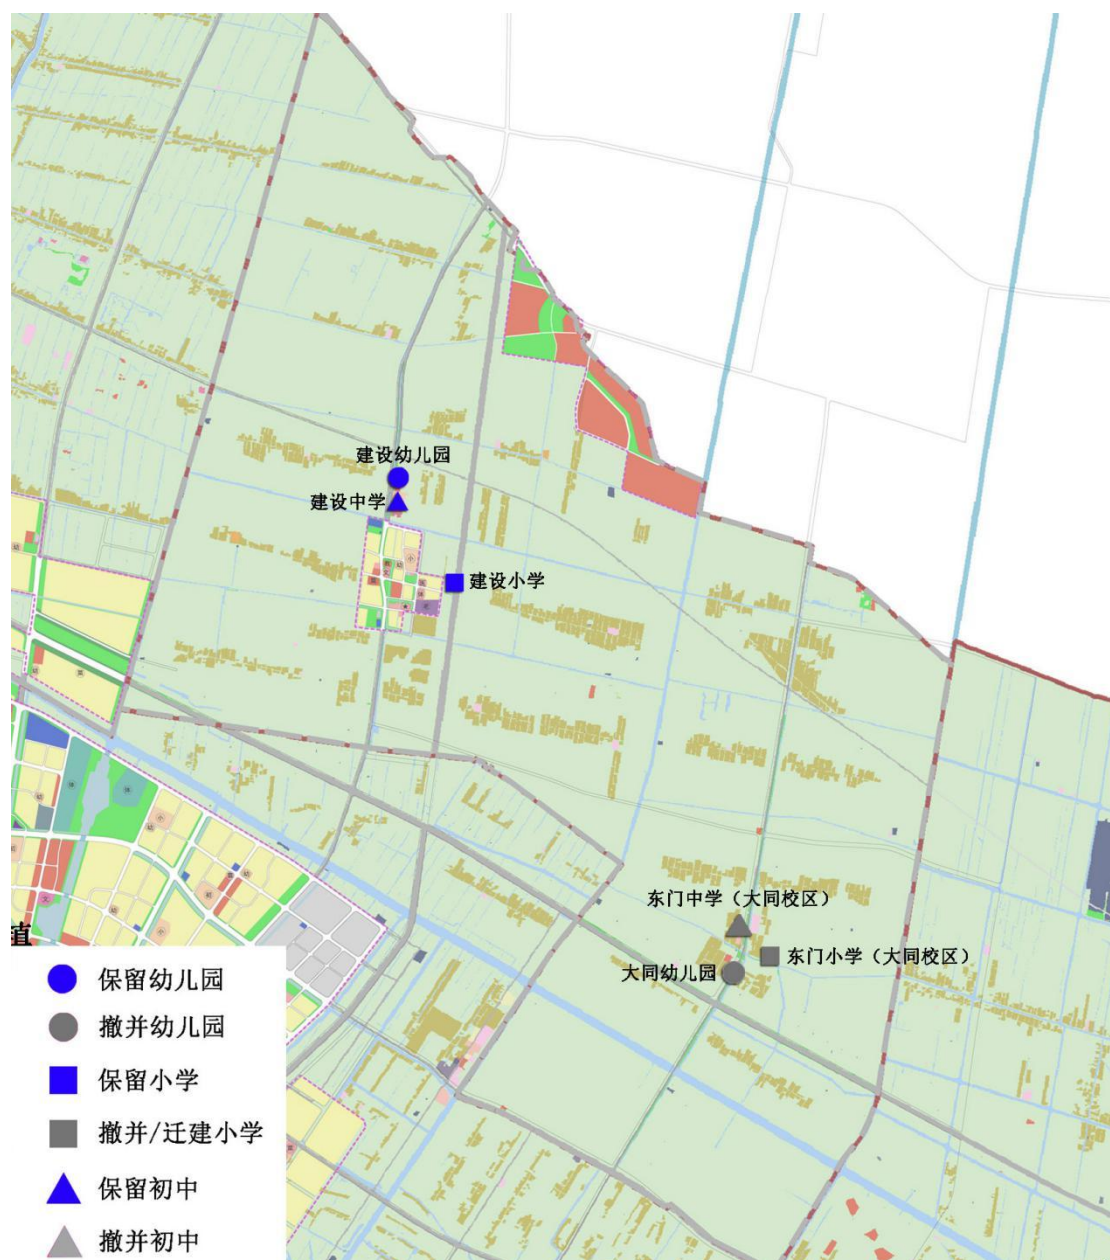 建设幼儿园
建设中学
建设小学
东门中学（大同校区）
东门小学（大同校区）
大同幼儿园
保留幼儿园
撤并幼儿园
保留小学
撤并/迁建小学
保留初中
撤并初中